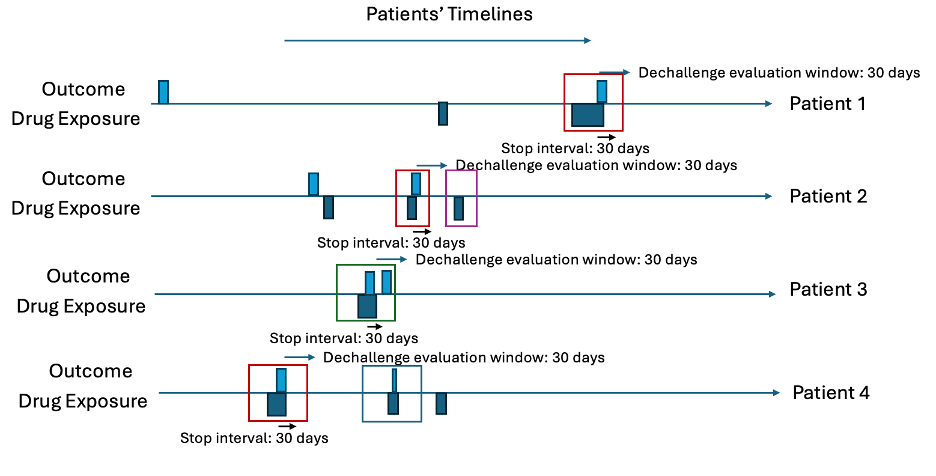 Patients’ Timelines
Dechallenge evaluation window: 30 days
Outcome
Drug Exposure
Patient 1
Stop interval: 30 days
Dechallenge evaluation window: 30 days
Outcome
Drug Exposure
Patient 2
Stop interval: 30 days
Dechallenge evaluation window: 30 days
Outcome
Drug Exposure
Patient 3
Stop interval: 30 days
Dechallenge evaluation window: 30 days
Outcome
Drug Exposure
Patient 4
Stop interval: 30 days